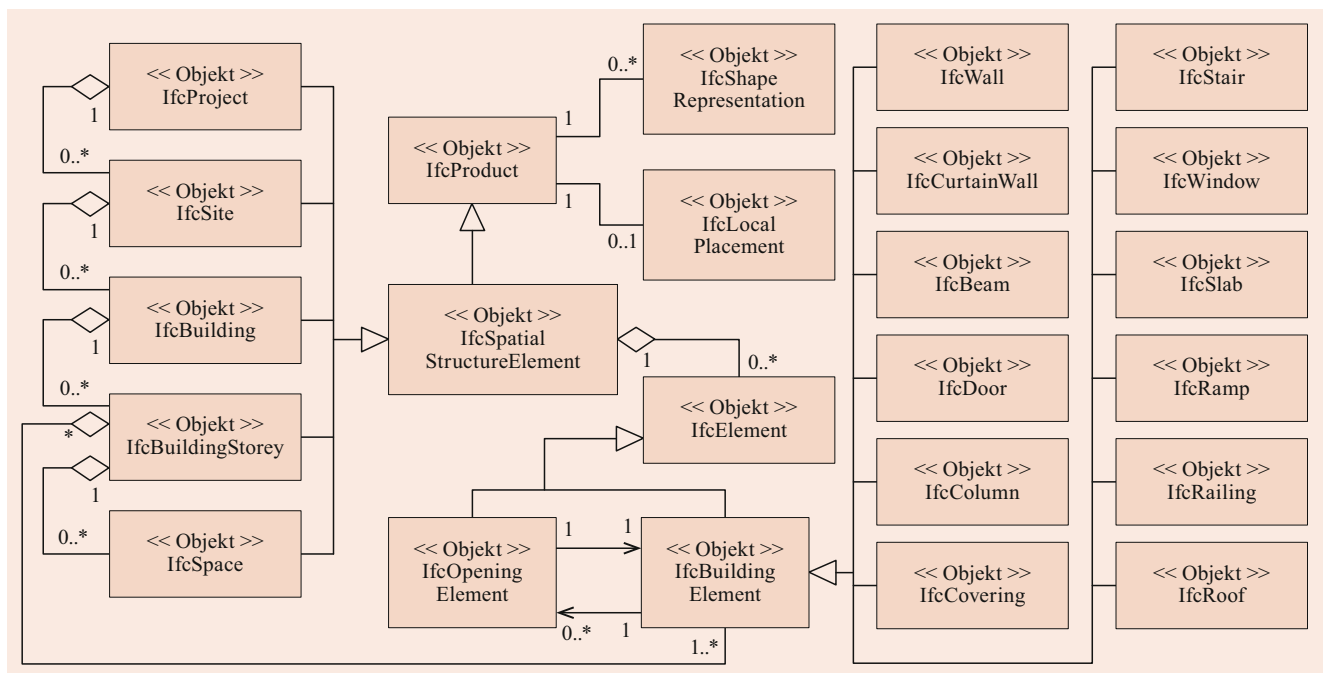 << Objekt >>
IfcProject
1
0..*
<< Objekt >>
IfcSite
1
0..*
<< Objekt >>
IfcBuilding
1
0..*
<< Objekt >>
IfcBuildingStorey
*
1
0..*
<< Objekt >>
IfcSpace
<< Objekt >>
IfcProduct
1
0..*
1
0..1
<< Objekt >>
IfcShape
Representation
<< Objekt >>
IfcLocal
Placement
<< Objekt >>
IfcSpatial
StructureElement
1
0..*
<< Objekt >>
IfcElement
<< Objekt >>
IfcOpening
Element
1
1
0..*
1
<< Objekt >>
IfcBuilding
Element
1..*
<< Objekt >>
IfcWall
<< Objekt >>
IfcCurtainWall
<< Objekt >>
IfcBeam
<< Objekt >>
IfcDoor
<< Objekt >>
IfcColumn
<< Objekt >>
IfcCovering
<< Objekt >>
IfcStair
<< Objekt >>
IfcWindow
<< Objekt >>
IfcSlab
<< Objekt >>
IfcRamp
<< Objekt >>
IfcRailing
<< Objekt >>
IfcRoof